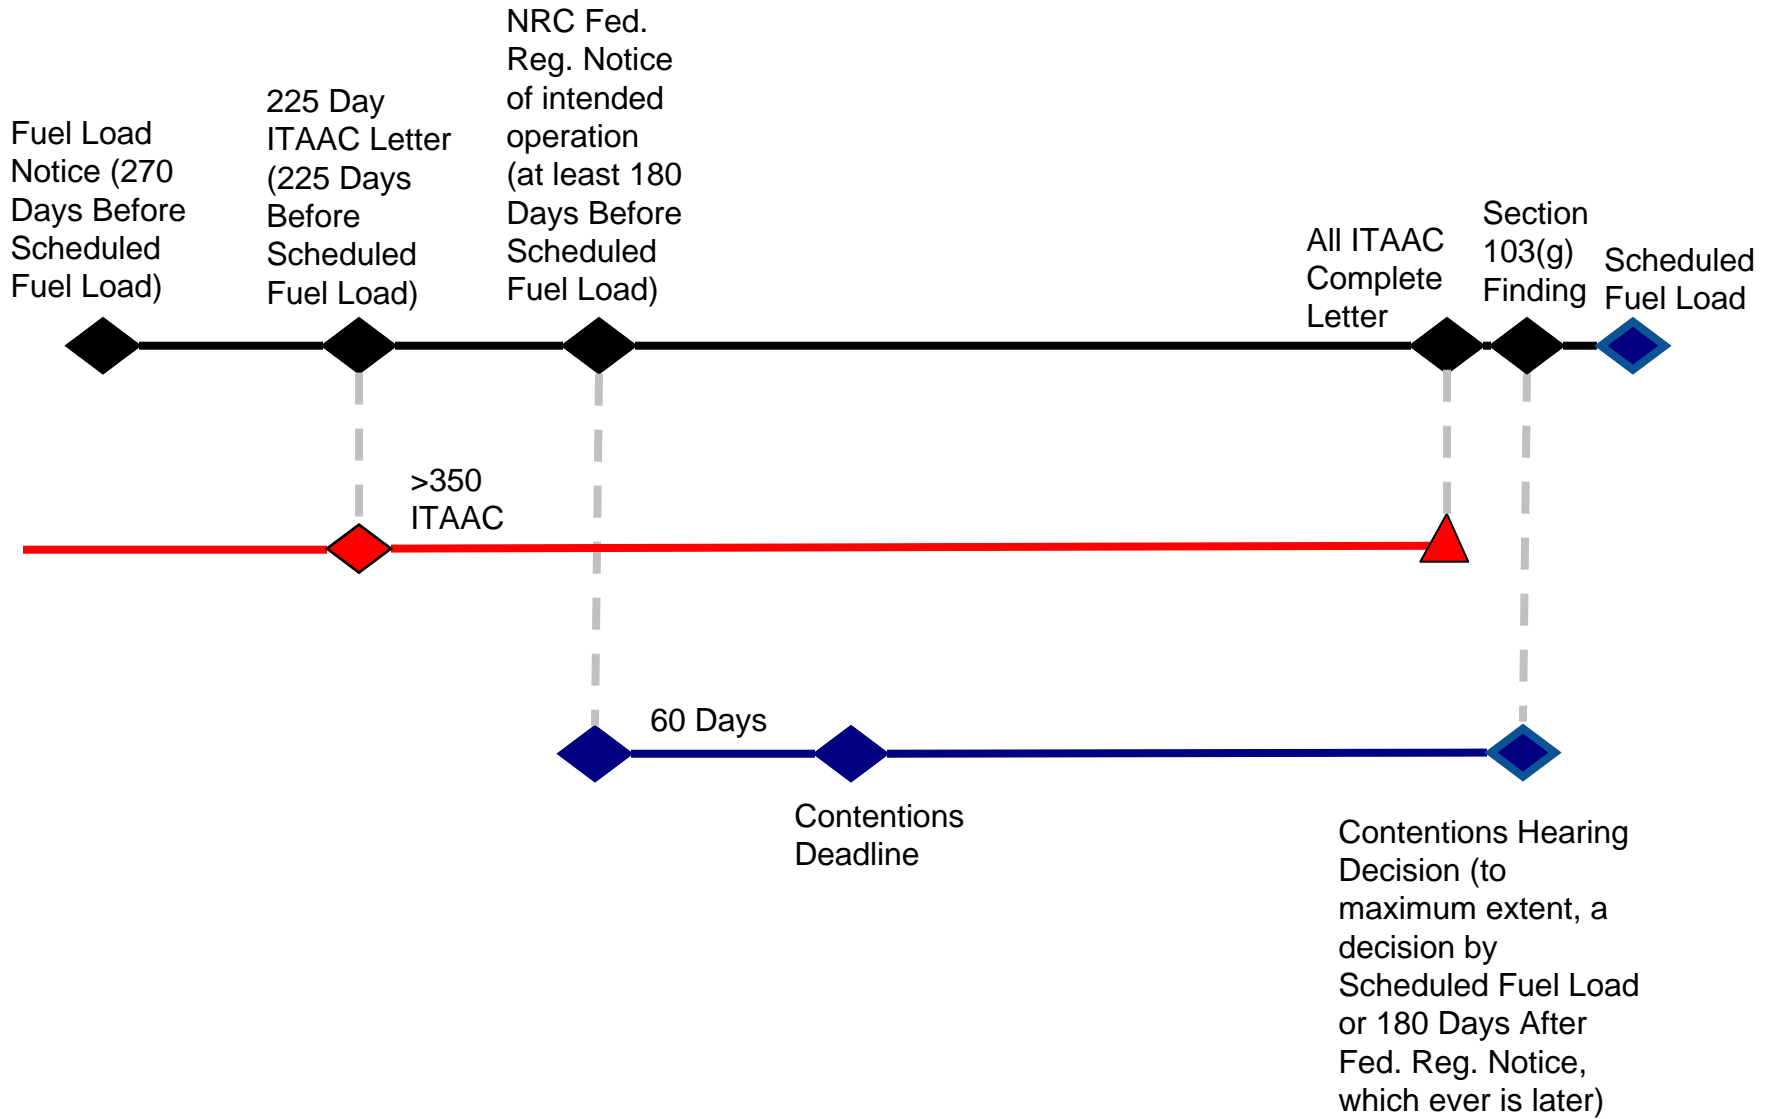 Fuel Load
Notice (270
Days Before
Scheduled
Fuel Load)
225 Day
ITAAC Letter
(225 Days
Before
Scheduled
Fuel Load)
NRC Fed.
Reg. Notice
of intended
operation
(at least 180
Days Before
Scheduled
Fuel Load)
All ITAAC
Complete
Letter
Section
103(g)
Finding
Scheduled
Fuel Load
>350
ITAAC
60 Days
Contentions
Deadline
Contentions Hearing
Decision (to
maximum extent, a
decision by
Scheduled Fuel Load
or 180 Days After
Fed. Reg. Notice,
which ever is later)